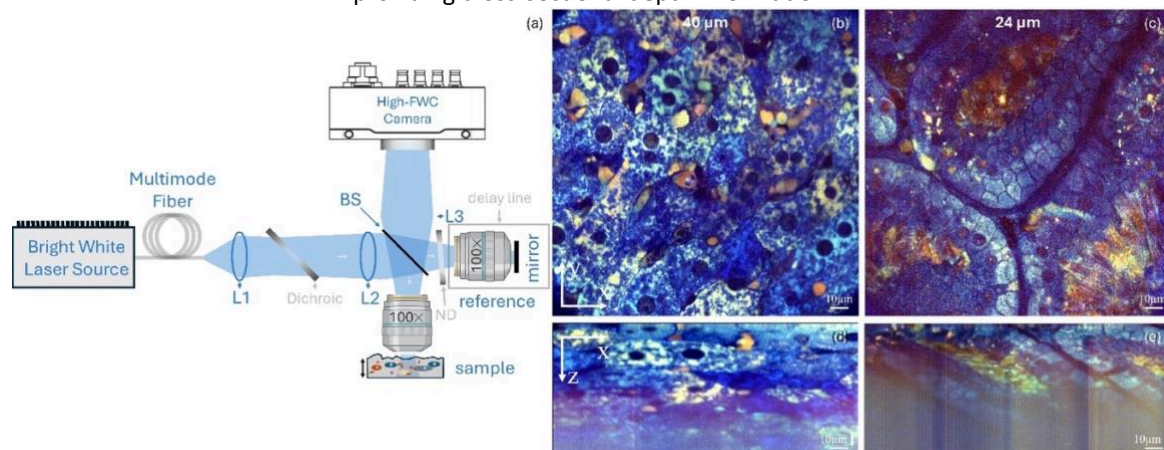 (a)
High-FWC
Camera
Multimode
Fiber
BS
L3
delay line
Bright White
Laser Source
100×
mirror
L1
Dichroic
L2
reference
100×
ND
sample
40 µm
(b)
Y
X
10µm
24 µm
(c)
10µm
(d)
X
Z
10µm
(e)
10µm